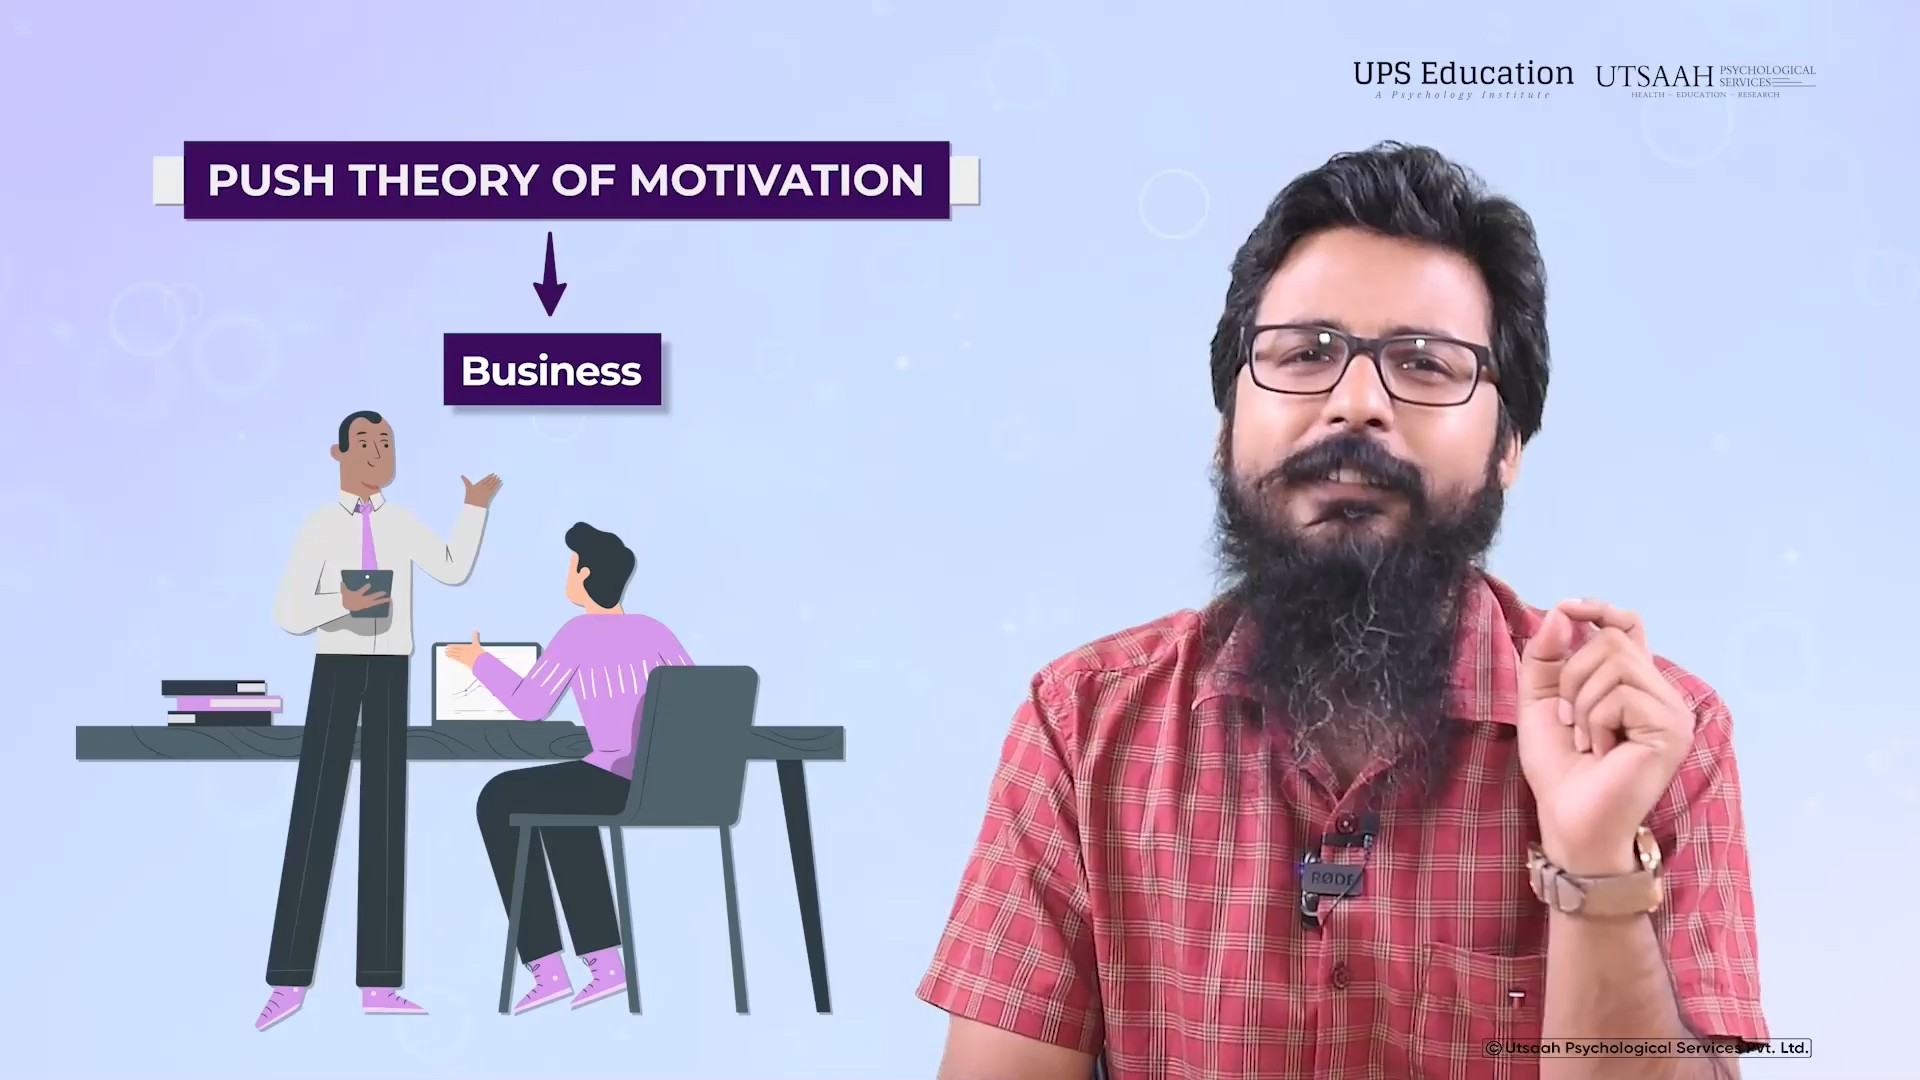 UPS Education
A Psychology Institute
UTSAAH PSYCHOLOGICAL SERVICES
HEALTH - EDUCATION - RESEARCH
PUSH THEORY OF MOTIVATION
Business
RØDE
© Utsaah Psychological Services Pvt. Ltd.